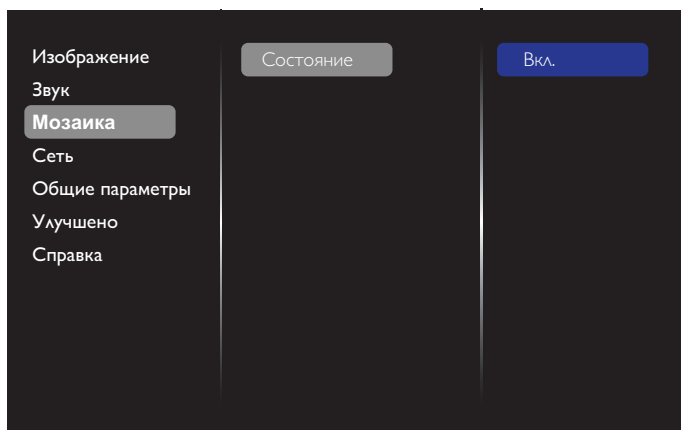 Изображение
Звук
Мозаика
Сеть
Общие параметры
Улучшено
Справка
Состояние
Вкл.